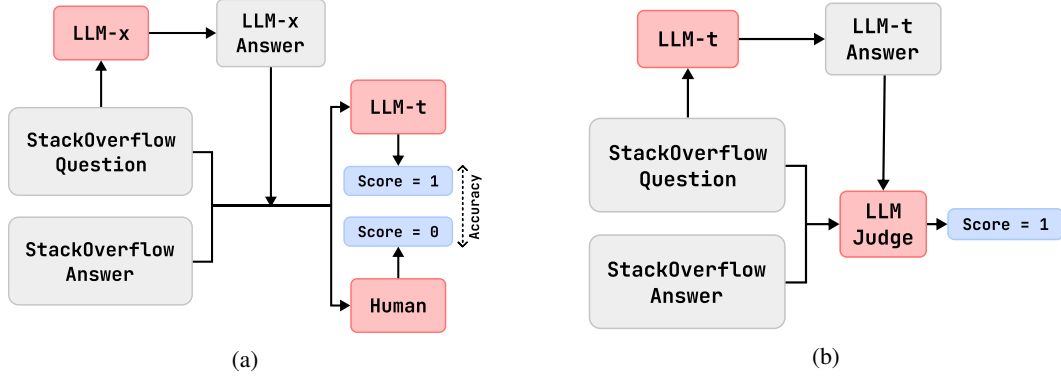 LLM-x
LLM-x
Answer
StackOverflow
Question
StackOverflow
Answer
LLM-t
Score = 1
Score = 0
Accuracy
Human
(a)
LLM-t
LLM-t
Answer
StackOverflow
Question
StackOverflow
Answer
LLM
Judge
Score = 1
(b)